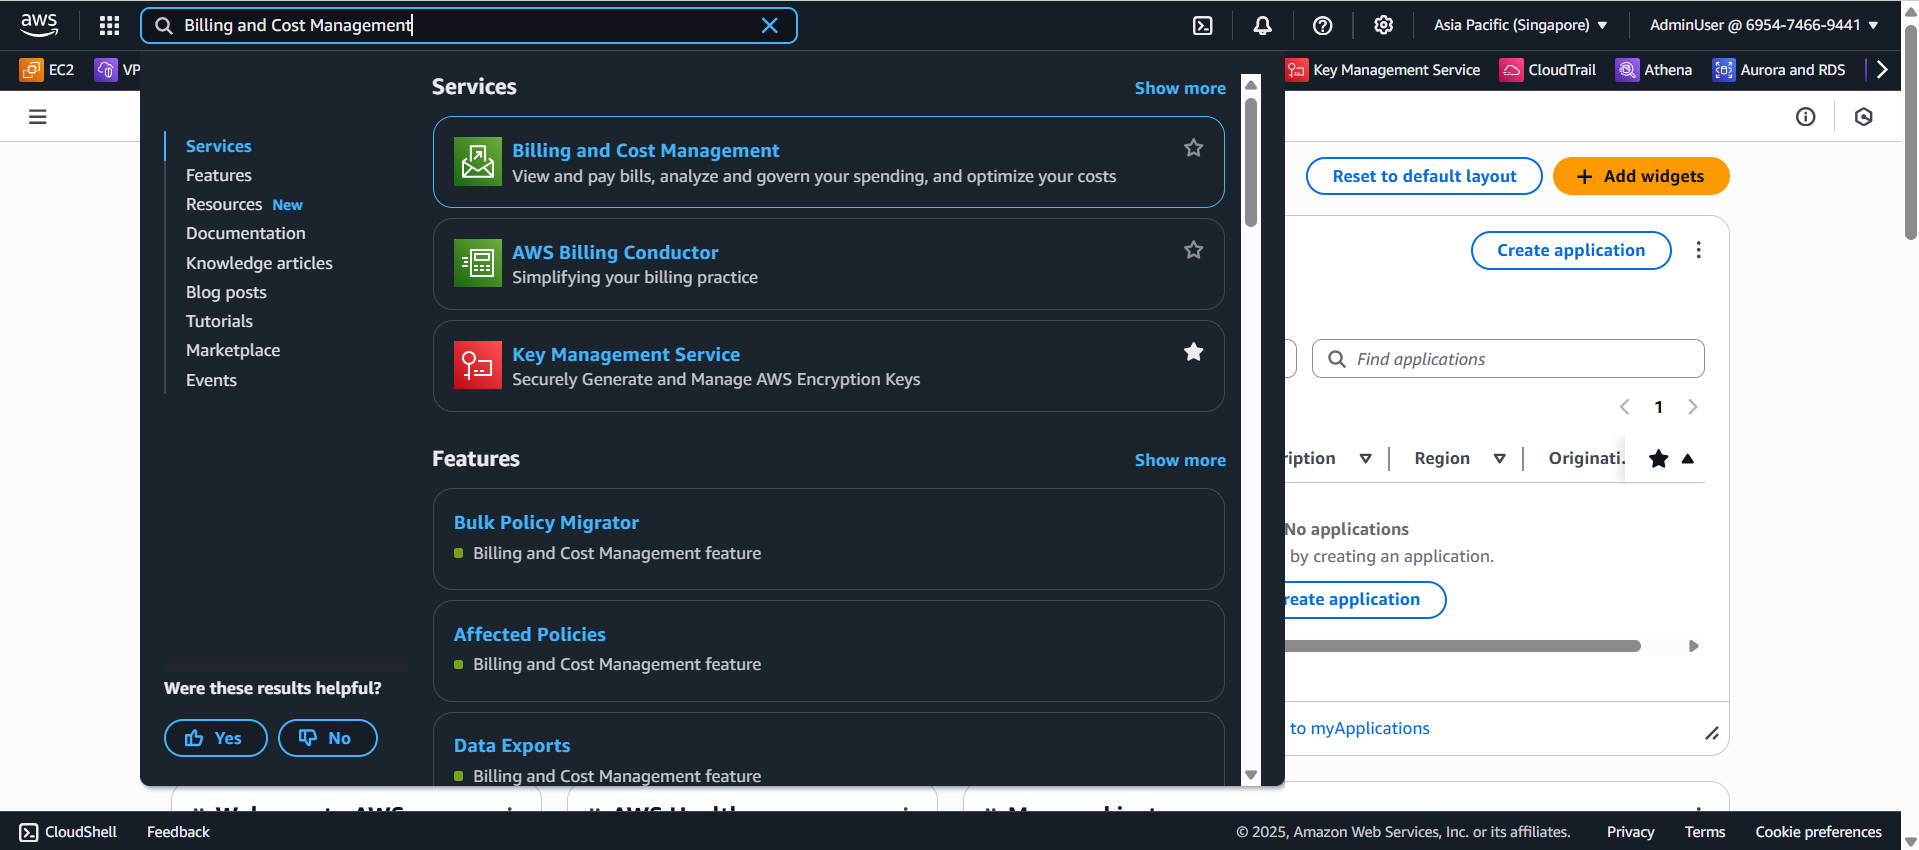 aws
Billing and Cost Management
Asia Pacific (Singapore)
AdminUser @ 6954-7466-9441
EC2
VP
Key Management Service
CloudTrail
Athena
Aurora and RDS
Services
Features
Resources New
Documentation
Knowledge articles
Blog posts
Tutorials
Marketplace
Events
Were these results helpful?
Yes
No
Services
Show more
Billing and Cost Management
View and pay bills, analyze and govern your spending, and optimize your costs
AWS Billing Conductor
Simplifying your billing practice
Key Management Service
Securely Generate and Manage AWS Encryption Keys
Features
Show more
Bulk Policy Migrator
Billing and Cost Management feature
Affected Policies
Billing and Cost Management feature
Data Exports
Billing and Cost Management feature
Reset to default layout
Add widgets
Create application
Find applications
1
ription
Region
Originati.
No applications
by creating an application.
reate application
to myApplications
CloudShell
Feedback
© 2025, Amazon Web Services, Inc. or its affiliates.
Privacy
Terms
Cookie preferences